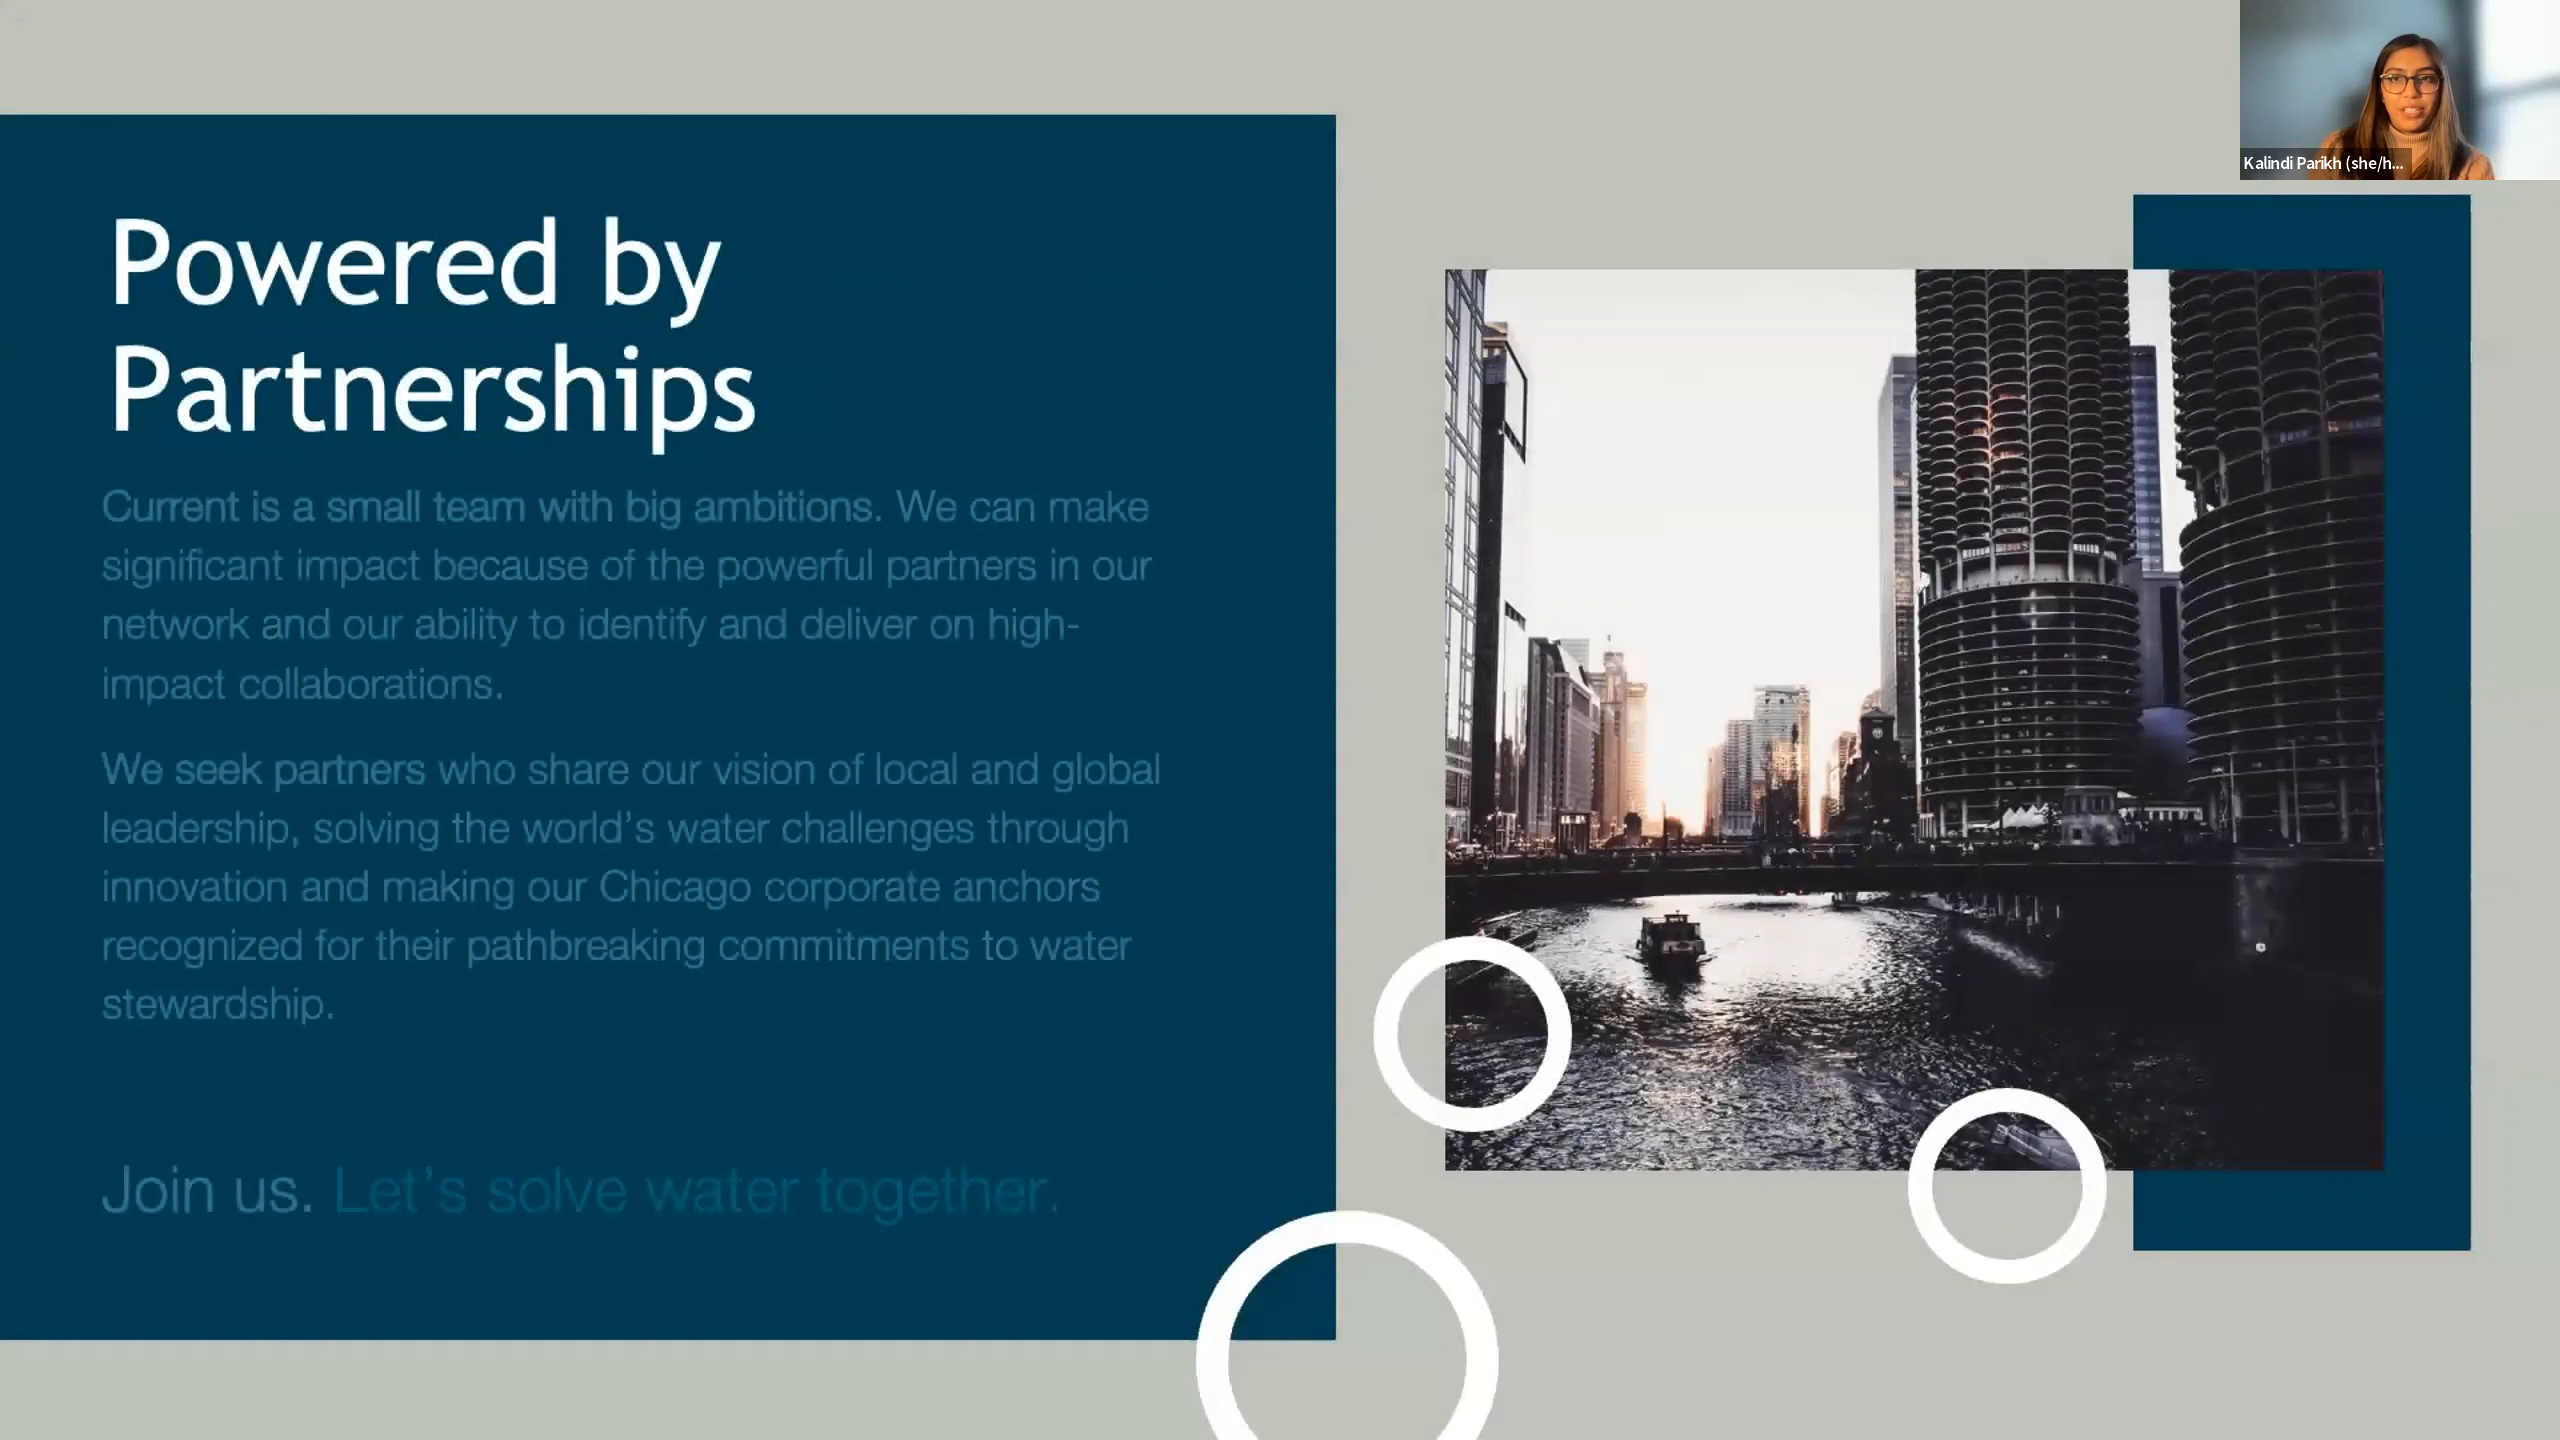 Kalindi Parikh (she/h...
Powered by
Partnerships
Current is a small team with big ambitions. We can make
significant impact because of the powerful partners in our
network and our ability to identify and deliver on high-
impact collaborations.
We seek partners who share our vision of local and global
leadership, solving the world’s water challenges through
innovation and making our Chicago corporate anchors
recognized for their pathbreaking commitments to water
stewardship.
Join us. Let’s solve water together.